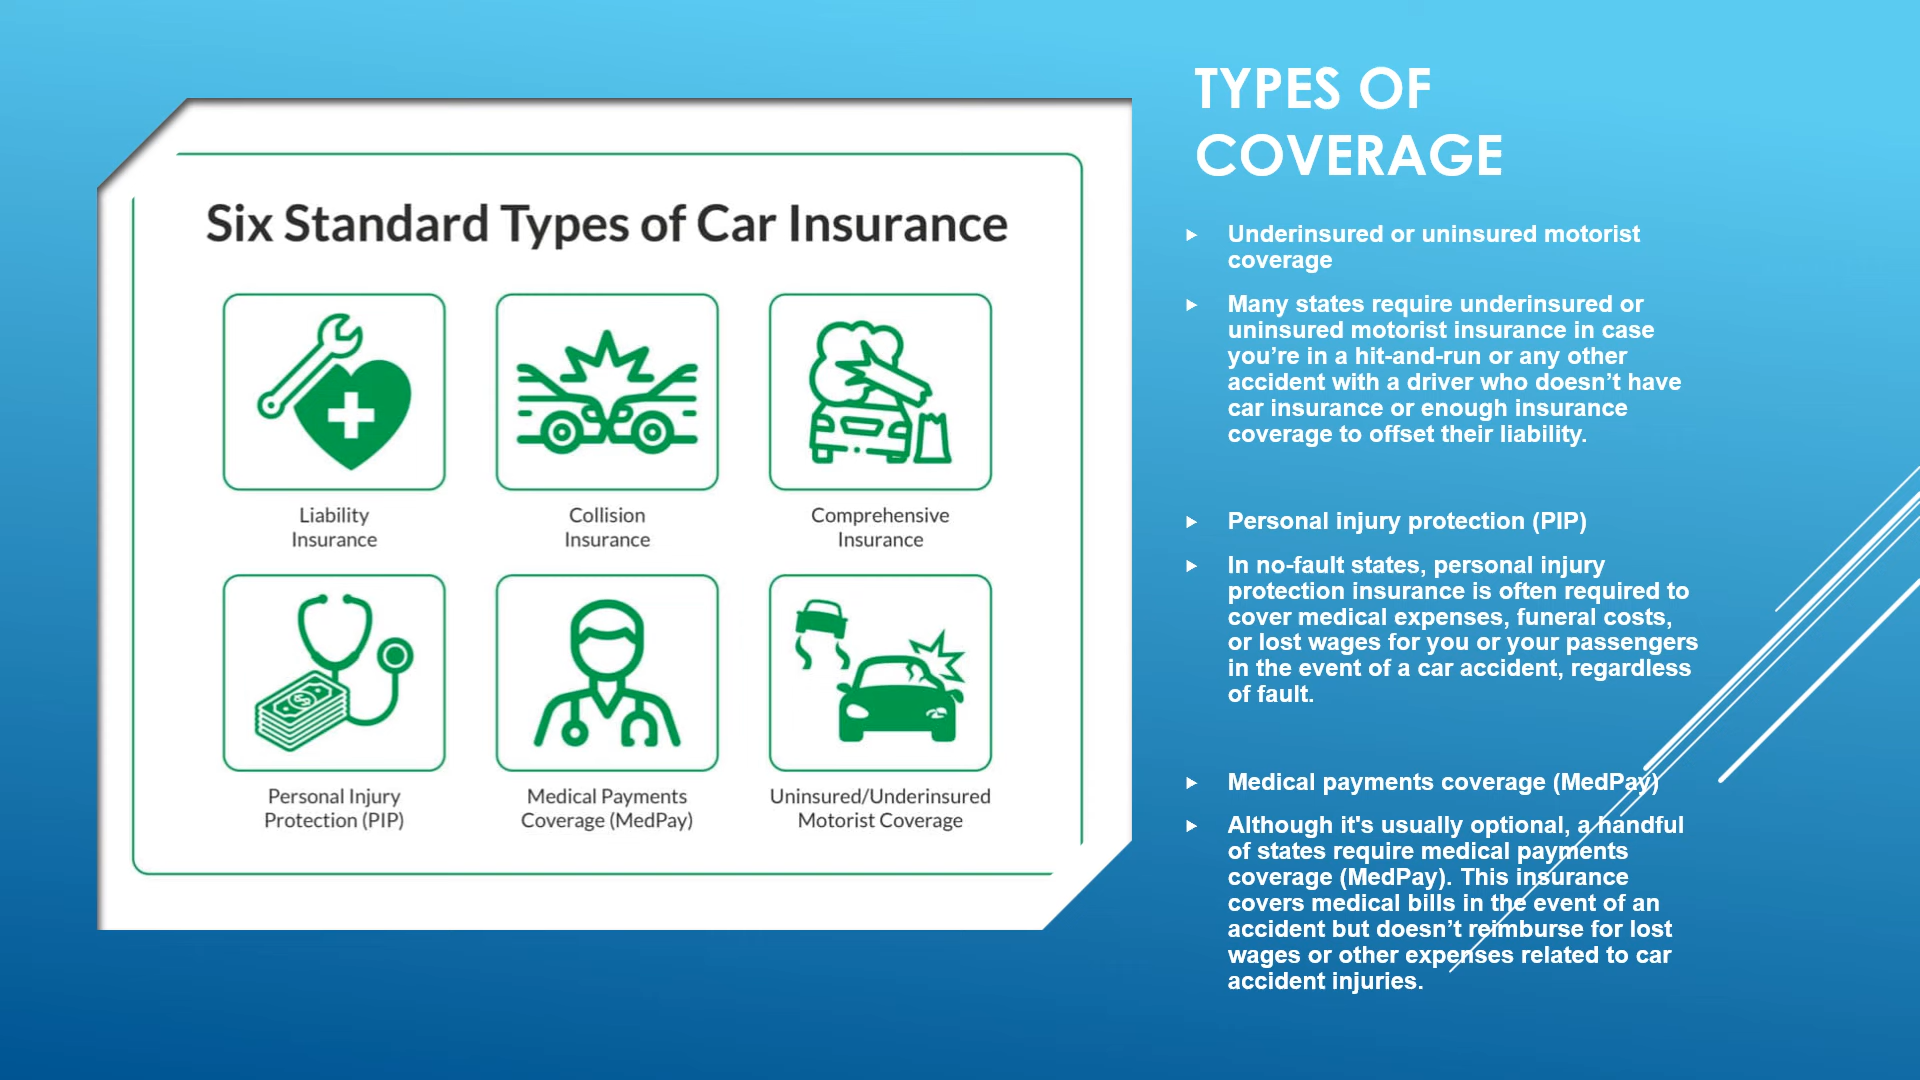 Six Standard Types of Car Insurance
Liability
Insurance
Collision
Insurance
Comprehensive
Insurance
Personal Injury
Protection (PIP)
Medical Payments
Coverage (MedPay)
Uninsured/Underinsured
Motorist Coverage
TYPES OF
COVERAGE
Underinsured or uninsured motorist
coverage
Many states require underinsured or
uninsured motorist insurance in case
you’re in a hit-and-run or any other
accident with a driver who doesn’t have
car insurance or enough insurance
coverage to offset their liability.
Personal injury protection (PIP)
In no-fault states, personal injury
protection insurance is often required to
cover medical expenses, funeral costs,
or lost wages for you or your passengers
in the event of a car accident, regardless
of fault.
Medical payments coverage (MedPay)
Although it's usually optional, a handful
of states require medical payments
coverage (MedPay). This insurance
covers medical bills in the event of an
accident but doesn’t reimburse for lost
wages or other expenses related to car
accident injuries.